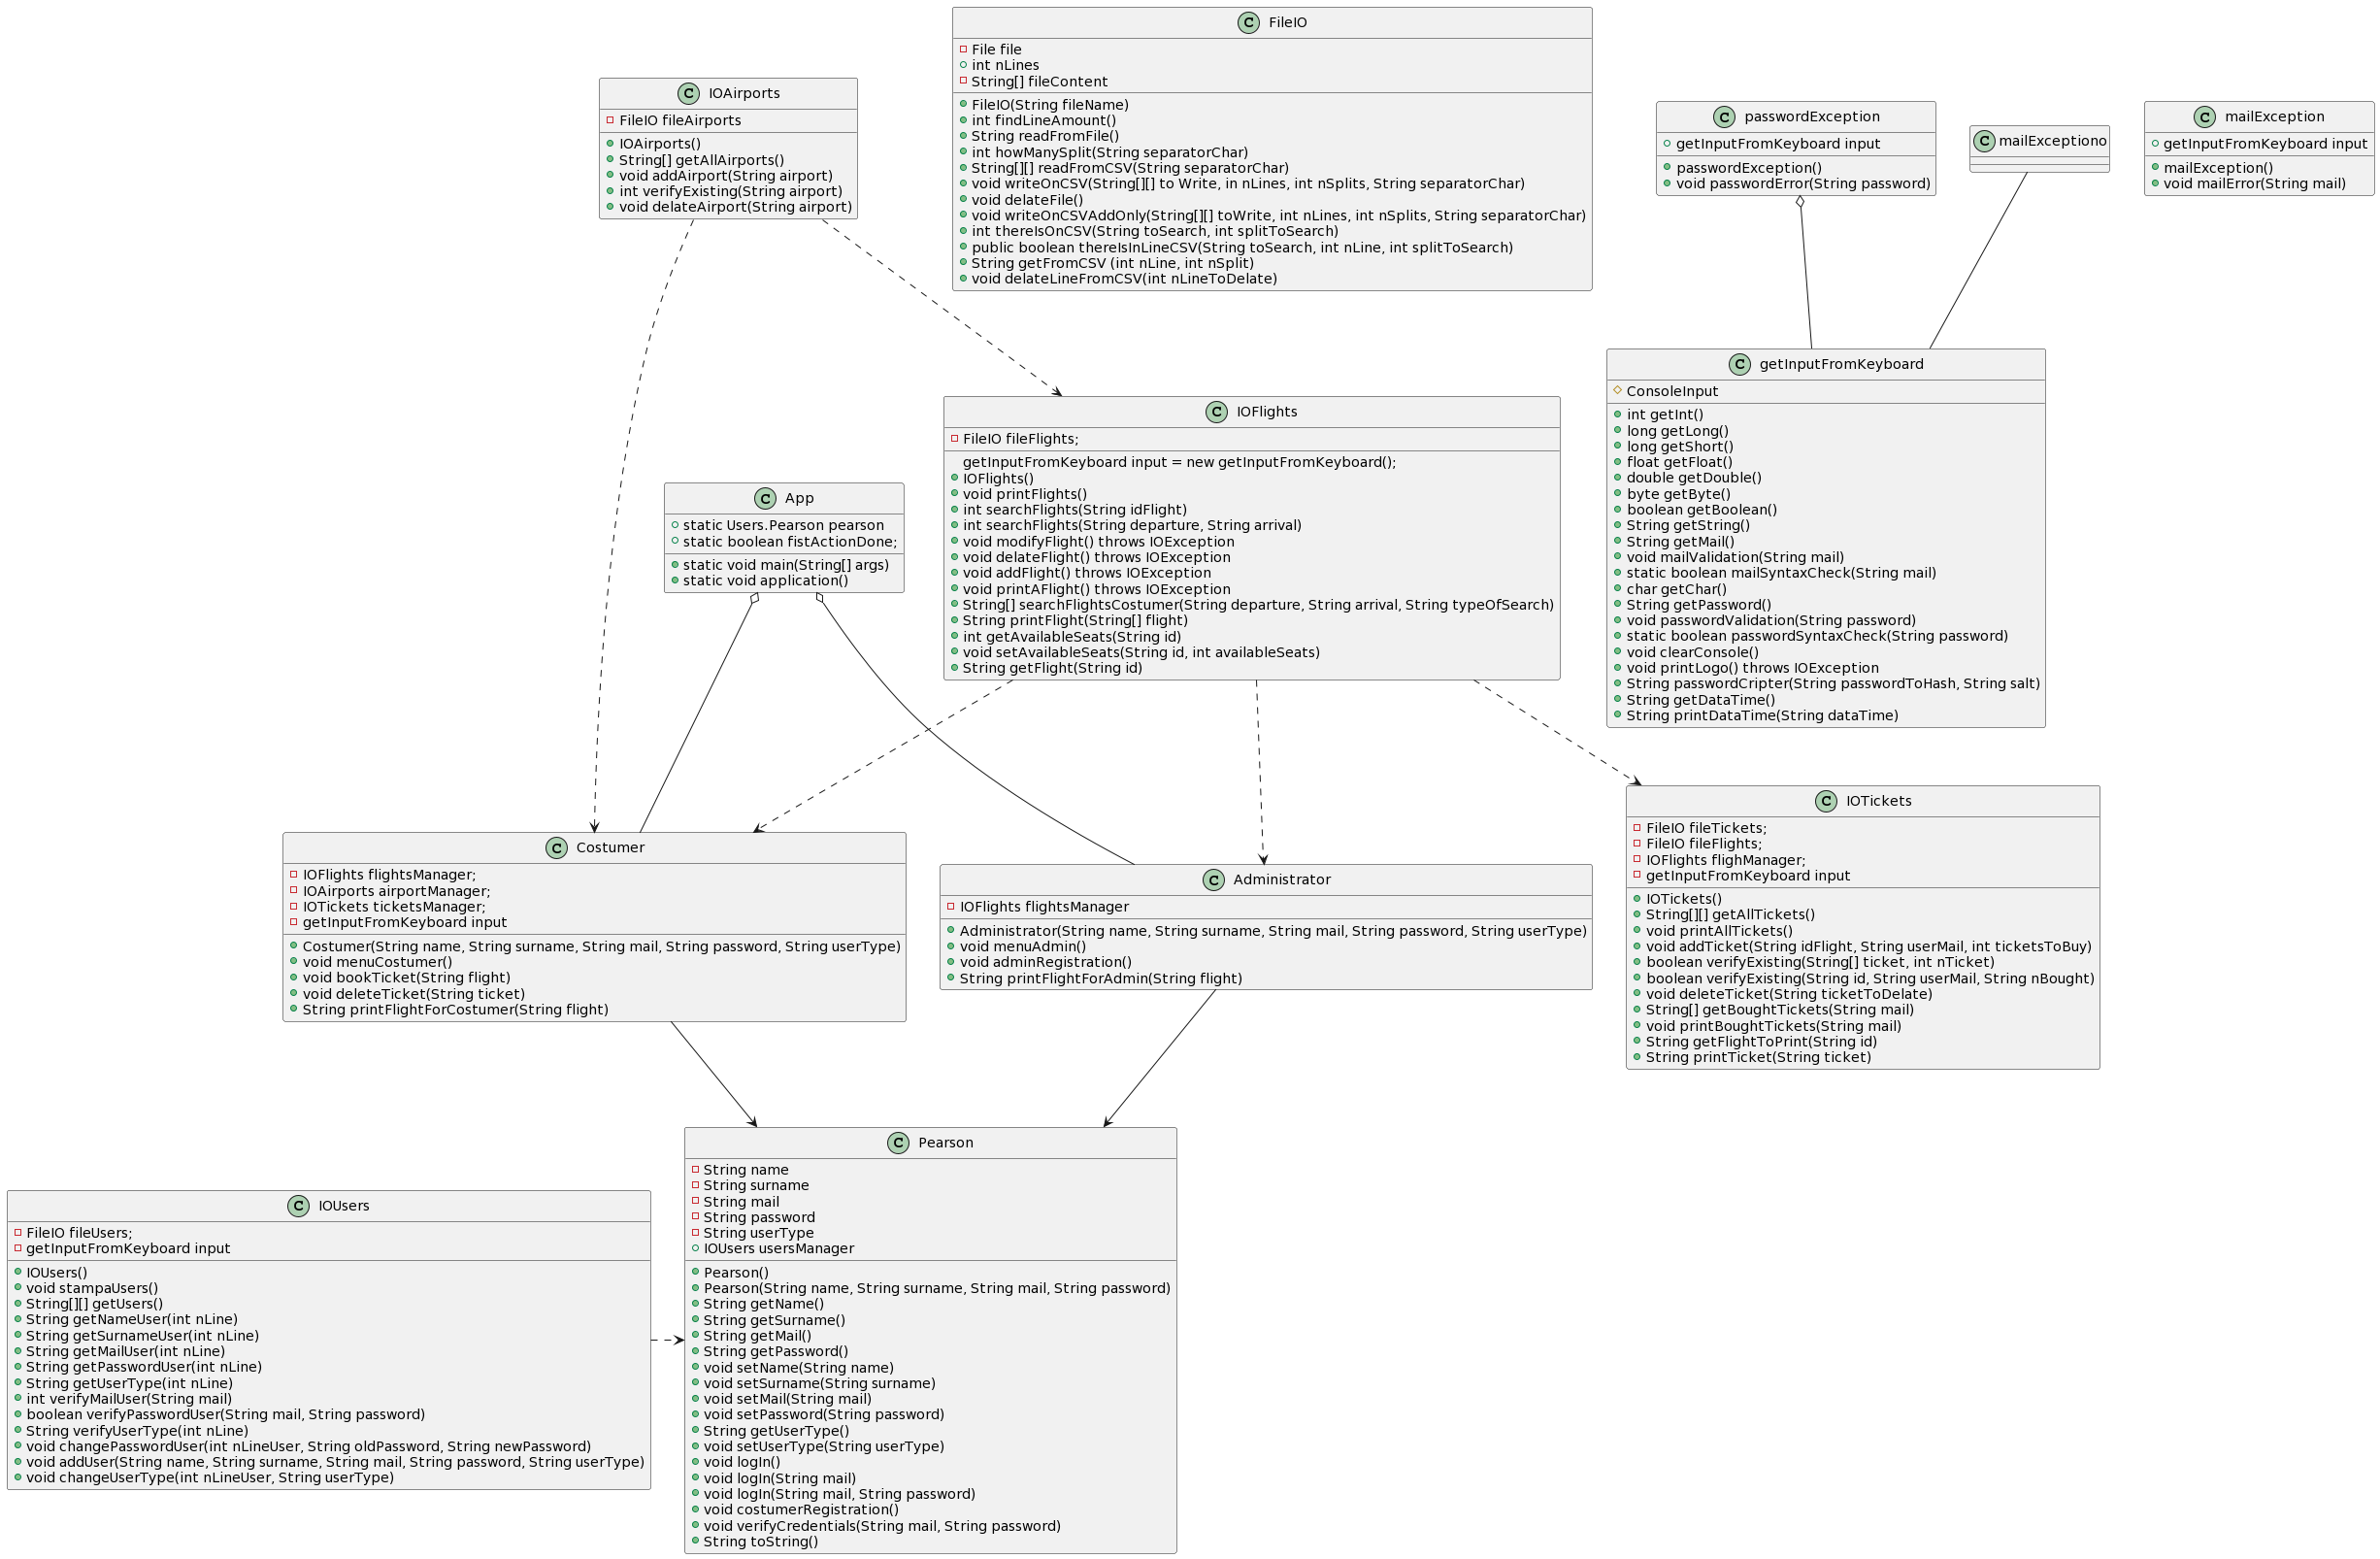 FileIO
File file
int nLines
String[] fileContent
FileIO(String fileName)
int findLineAmount()
String readFromFile()
int howManySplit(String separatorChar)
String[][] readFromCSV(String separatorChar)
void writeOnCSV(String[][] to Write, in nLines, int nSplits, String separatorChar)
void delateFile()
void writeOnCSVAddOnly(String[][] toWrite, int nLines, int nSplits, String separatorChar)
int thereIsOnCSV(String toSearch, int splitToSearch)
public boolean thereIsInLineCSV(String toSearch, int nLine, int splitToSearch)
String getFromCSV (int nLine, int nSplit)
void delateLineFromCSV(int nLineToDelate)
IOAirports
FileIO fileAirports
IOAirports()
String[] getAllAirports()
void addAirport(String airport)
int verifyExisting(String airport)
void delateAirport(String airport)
passwordException
getInputFromKeyboard input
passwordException()
void passwordError(String password)
mailExceptiono
mailException
getInputFromKeyboard input
mailException()
void mailError(String mail)
getInputFromKeyboard
ConsoleInput
int getInt()
long getLong()
long getShort()
float getFloat()
double getDouble()
byte getByte()
boolean getBoolean()
String getString()
String getMail()
void mailValidation(String mail)
static boolean mailSyntaxCheck(String mail)
char getChar()
String getPassword()
void passwordValidation(String password)
static boolean passwordSyntaxCheck(String password)
void clearConsole()
void printLogo() throws IOException
String passwordCripter(String passwordToHash, String salt)
String getDataTime()
String printDataTime(String dataTime)
IOFlights
FileIO fileFlights;
getInputFromKeyboard input = new getInputFromKeyboard();
IOFlights()
void printFlights()
int searchFlights(String idFlight)
int searchFlights(String departure, String arrival)
void modifyFlight() throws IOException
void delateFlight() throws IOException
void addFlight() throws IOException
void printAFlight() throws IOException
String[] searchFlightsCostumer(String departure, String arrival, String typeOfSearch)
String printFlight(String[] flight)
int getAvailableSeats(String id)
void setAvailableSeats(String id, int availableSeats)
String getFlight(String id)
App
static Users.Pearson pearson
static boolean fistActionDone;
static void main(String[] args)
static void application()
IOTickets
FileIO fileTickets;
FileIO fileFlights;
IOFlights flighManager;
getInputFromKeyboard input
IOTickets()
String[][] getAllTickets()
void printAllTickets()
void addTicket(String idFlight, String userMail, int ticketsToBuy)
boolean verifyExisting(String[] ticket, int nTicket)
boolean verifyExisting(String id, String userMail, String nBought)
void deleteTicket(String ticketToDelate)
String[] getBoughtTickets(String mail)
void printBoughtTickets(String mail)
String getFlightToPrint(String id)
String printTicket(String ticket)
Costumer
IOFlights flightsManager;
IOAirports airportManager;
IOTickets ticketsManager;
getInputFromKeyboard input
Costumer(String name, String surname, String mail, String password, String userType)
void menuCostumer()
void bookTicket(String flight)
void deleteTicket(String ticket)
String printFlightForCostumer(String flight)
Administrator
IOFlights flightsManager
Administrator(String name, String surname, String mail, String password, String userType)
void menuAdmin()
void adminRegistration()
String printFlightForAdmin(String flight)
Pearson
String name
String surname
String mail
String password
String userType
IOUsers usersManager
Pearson()
Pearson(String name, String surname, String mail, String password)
String getName()
String getSurname()
String getMail()
String getPassword()
void setName(String name)
void setSurname(String surname)
void setMail(String mail)
void setPassword(String password)
String getUserType()
void setUserType(String userType)
void logIn()
void logIn(String mail)
void logIn(String mail, String password)
void costumerRegistration()
void verifyCredentials(String mail, String password)
String toString()
IOUsers
FileIO fileUsers;
getInputFromKeyboard input
IOUsers()
void stampaUsers()
String[][] getUsers()
String getNameUser(int nLine)
String getSurnameUser(int nLine)
String getMailUser(int nLine)
String getPasswordUser(int nLine)
String getUserType(int nLine)
int verifyMailUser(String mail)
boolean verifyPasswordUser(String mail, String password)
String verifyUserType(int nLine)
void changePasswordUser(int nLineUser, String oldPassword, String newPassword)
void addUser(String name, String surname, String mail, String password, String userType)
void changeUserType(int nLineUser, String userType)